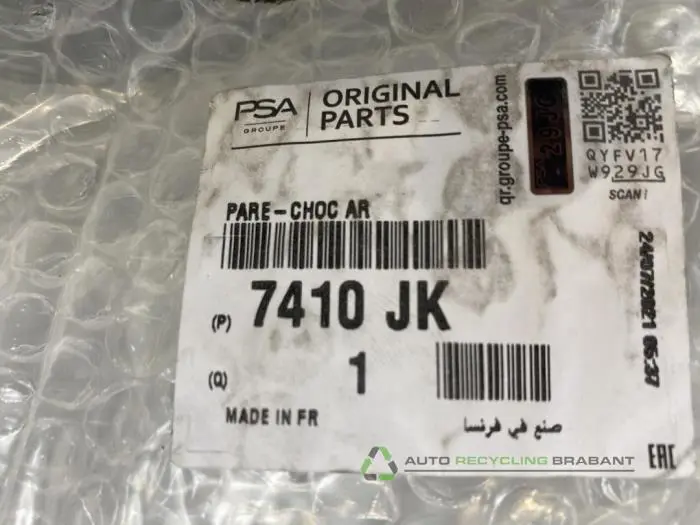 PSA
GROUPE
ORIGINAL
PARTS
qr.groupe-psa.com
QYFV17
W929JG
SCAN!
PARE-CHOC AR
(P) 7410 JK
(Q) 1
MADE IN FR
صنع في فرنسا
24/07/2021 05:37
EAC
AUTO RECYCLING BRABANT